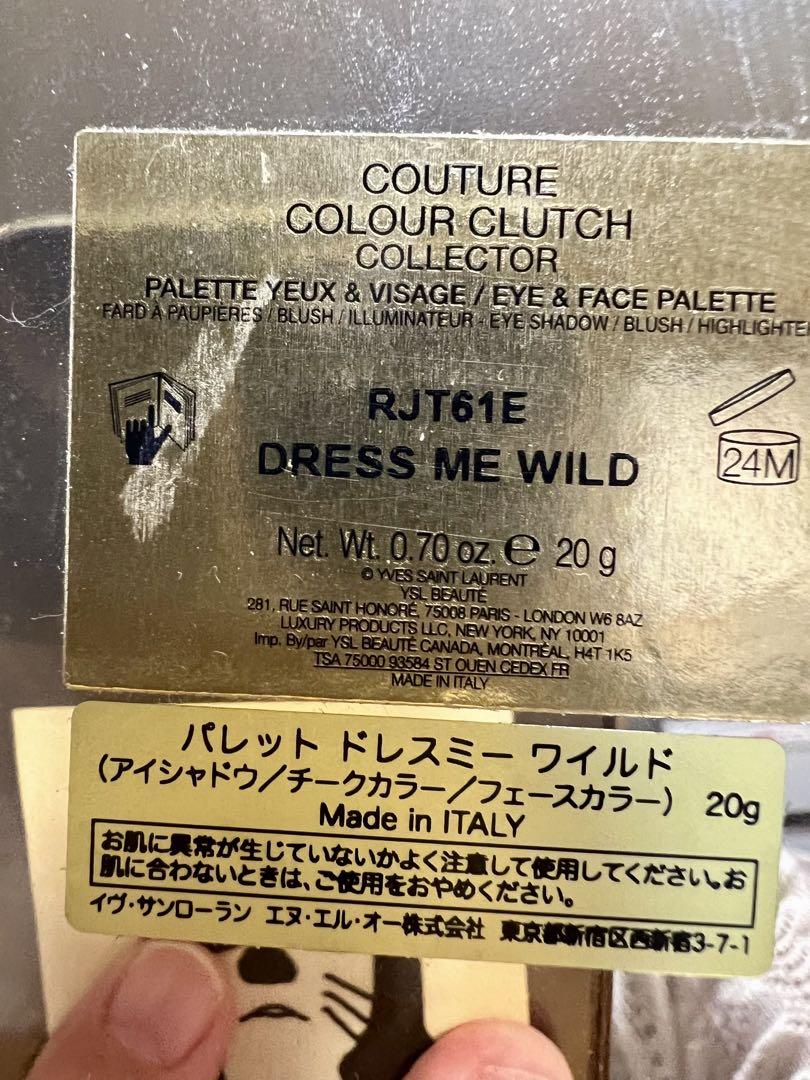 COUTURE
COLOUR CLUTCH
COLLECTOR
PALETTE YEUX & VISAGE / EYE & FACE PALETTE
FARD À PAUPIÈRES / BLUSH / ILLUMINATEUR - EYE SHADOW / BLUSH / HIGHLIGHTER
RJT61E
DRESS ME WILD
24M
Net. Wt. 0.70 oz. ℮ 20 g
© YVES SAINT LAURENT
YSL BEAUTÉ
281, RUE SAINT HONORÉ, 75008 PARIS - LONDON W6 8AZ
LUXURY PRODUCTS LLC, NEW YORK, NY 10001
Imp. By/par YSL BEAUTÉ CANADA, MONTRÉAL, H4T 1K5
TSA 75000 93584 ST OUEN CEDEX FR
MADE IN ITALY
パレット ドレスミー ワイルド
(アイシャドウ/チークカラー/フェースカラー) 20g
Made in ITALY
お肌に異常が生じていないかよく注意して使用してください。お
肌に合わないときは、ご使用をおやめください。
イヴ・サンローラン エヌ・エル・オー株式会社 東京都新宿区西新宿3-7-1